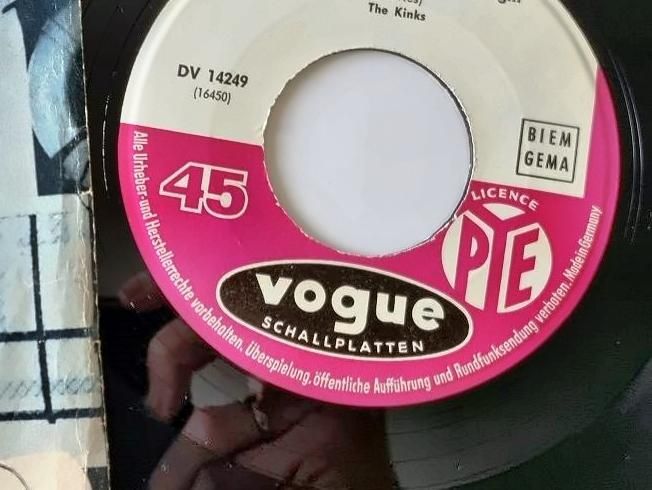 The Kinks
DV 14249
(16450)
BIEM
GEMA
45
LICENCE
PYE
vogue
SCHALLPLATTEN
Alle Urheber- und Herstellerrechte vorbehalten. Überspielung, öffentliche Aufführung und Rundfunksendung verboten. Made in Germany